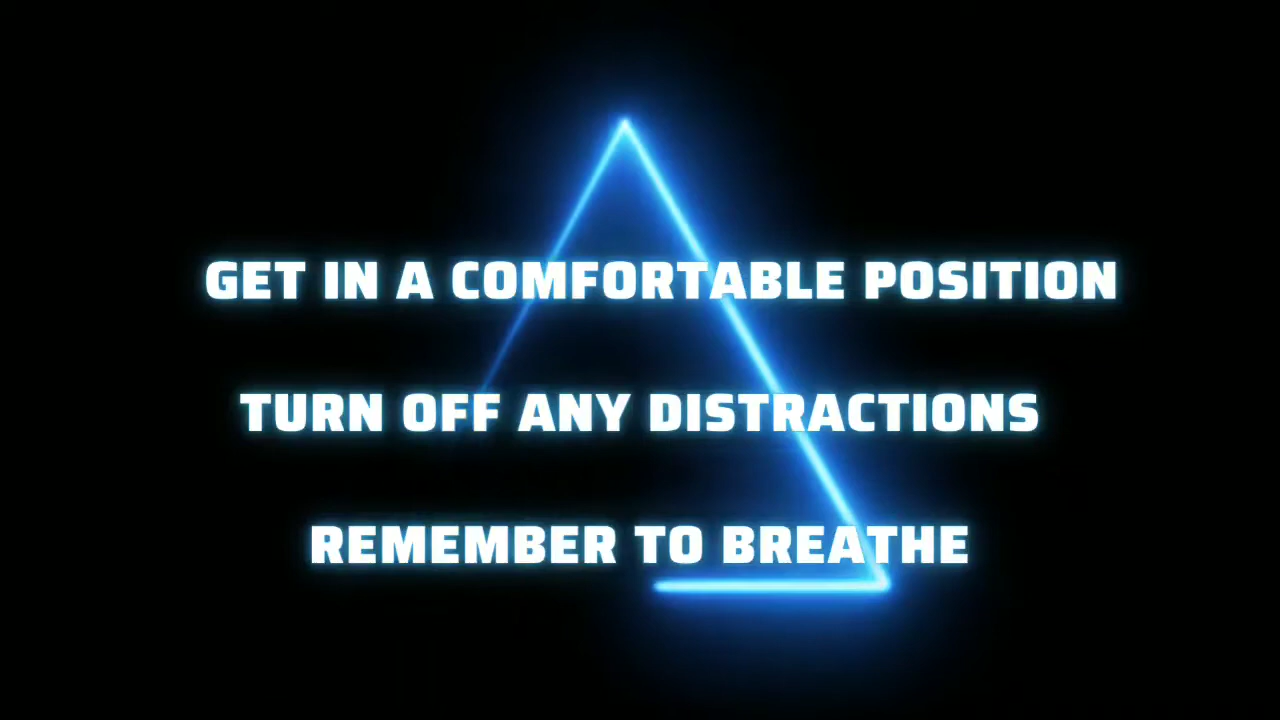 GET IN A COMFORTABLE POSITION
TURN OFF ANY DISTRACTIONS
REMEMBER TO BREATHE